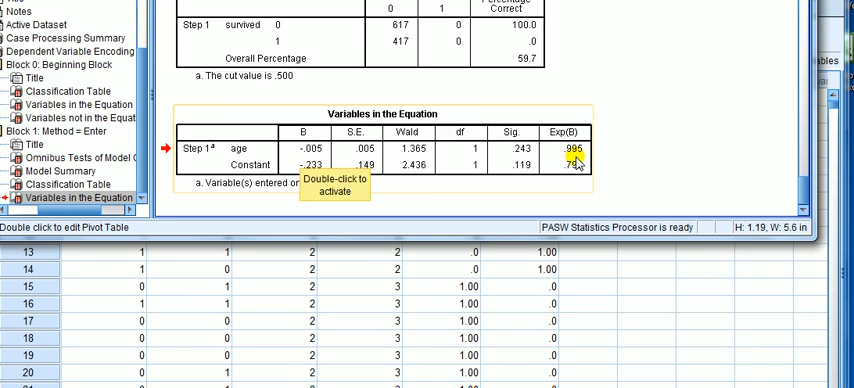 Notes
Active Dataset
Case Processing Summary
Dependent Variable Encoding
Block 0: Beginning Block
Title
Classification Table
Variables in the Equation
Variables not in the Equat
Block 1: Method = Enter
Title
Omnibus Tests of Model C
Model Summary
Classification Table
Variables in the Equation
0 1 Percentage Correct
Step 1 survived 0 617 0 100.0
1 417 0 .0
Overall Percentage 59.7
a. The cut value is .500
Variables in the Equation
B S.E. Wald df Sig. Exp(B)
Step 1a age -.005 .005 1.365 1 .243 .995
Constant -.233 .149 2.436 1 .119
a. Variable(s) entered
Double-click to
activate
Double click to edit Pivot Table
PASW Statistics Processor is ready
H: 1.19, W: 5.6 in
ables
13 1 1 2 2 .0 1.00
14 1 0 2 2 .0 1.00
15 0 1 2 3 1.00 .0
16 1 1 2 3 1.00 .0
17 0 0 2 3 1.00 .0
18 0 0 2 3 1.00 .0
19 0 0 2 3 1.00 .0
20 0 1 2 3 1.00 .0